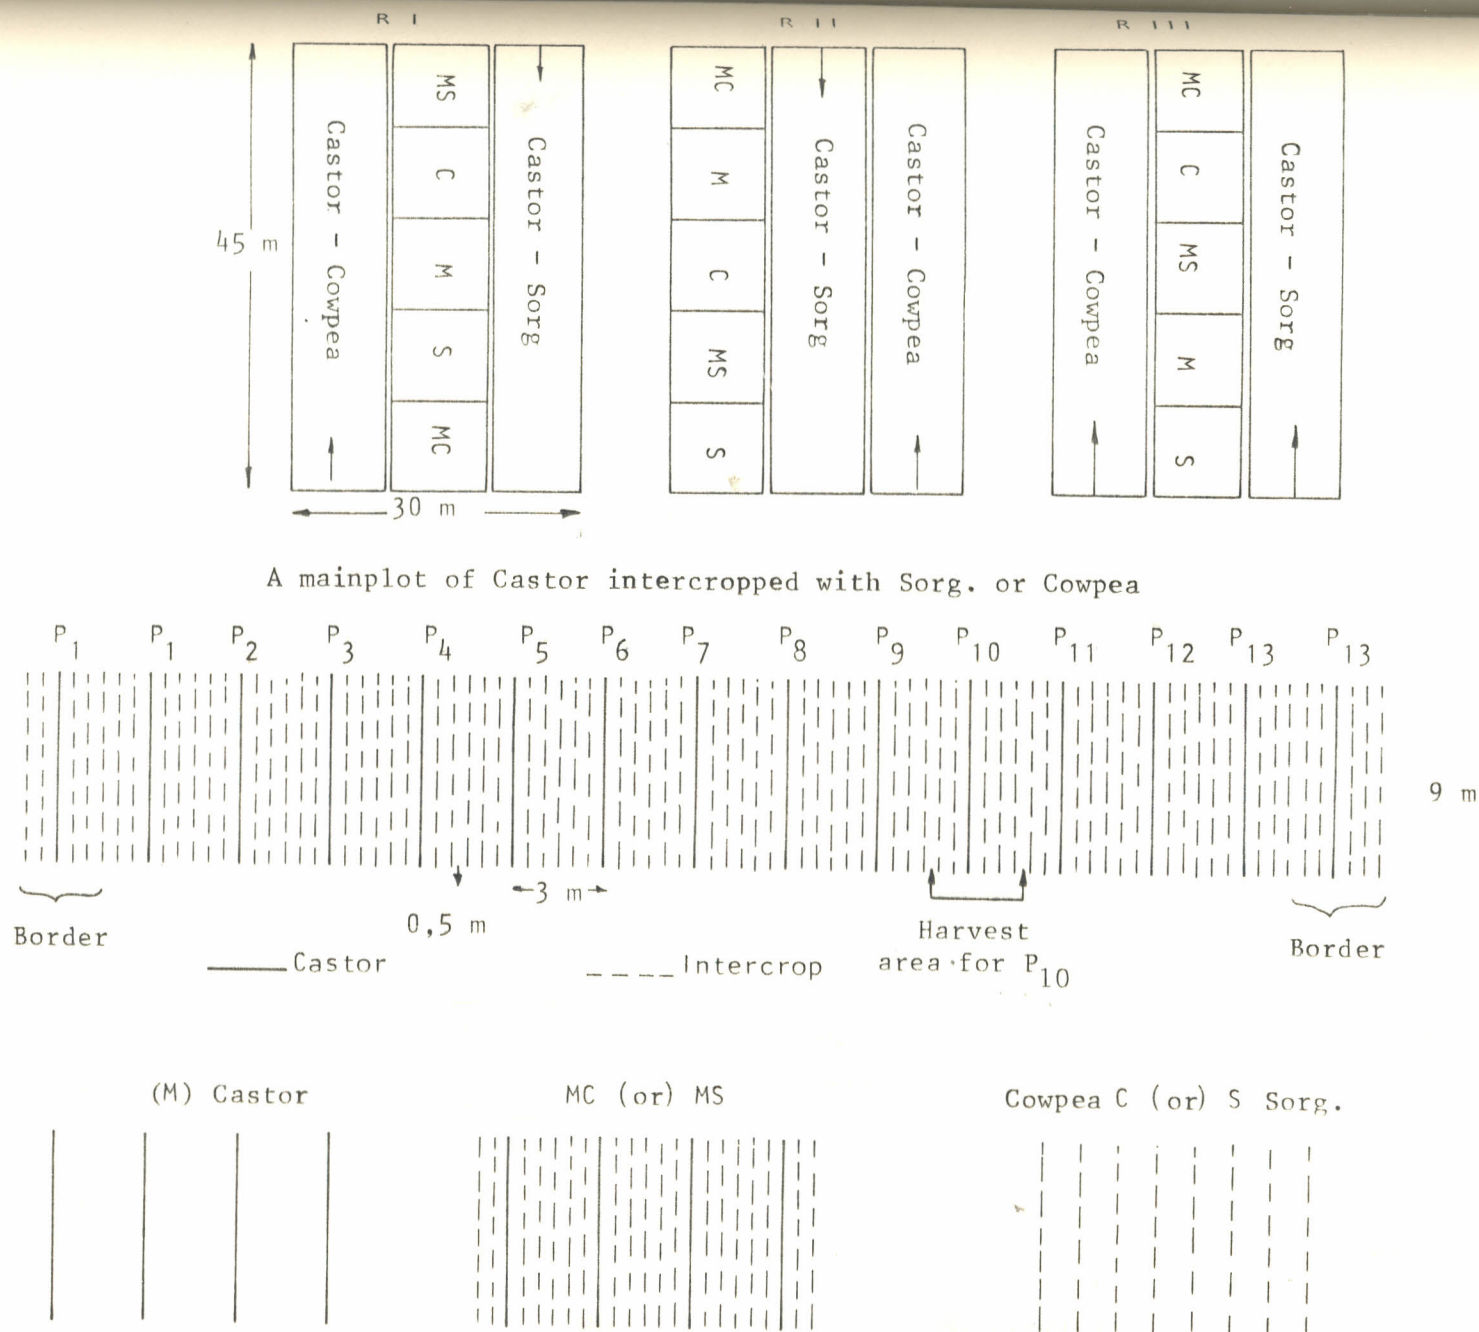 R I
R II
R III
Castor - Cowpea
MS
C
M
S
MC
Castor - Sorg
MC
M
C
MS
S
Castor - Sorg
Castor - Cowpea
Castor - Cowpea
MC
C
MS
M
S
Castor - Sorg
45 m
30 m
A mainplot of Castor intercropped with Sorg. or Cowpea
P1 P1 P2 P3 P4 P5 P6 P7 P8 P9 P10 P11 P12 P13 P13
9 m
3 m
0,5 m
Border
Harvest
area for P10
Border
Castor
Intercrop
(M) Castor
MC (or) MS
Cowpea C (or) S Sorg.